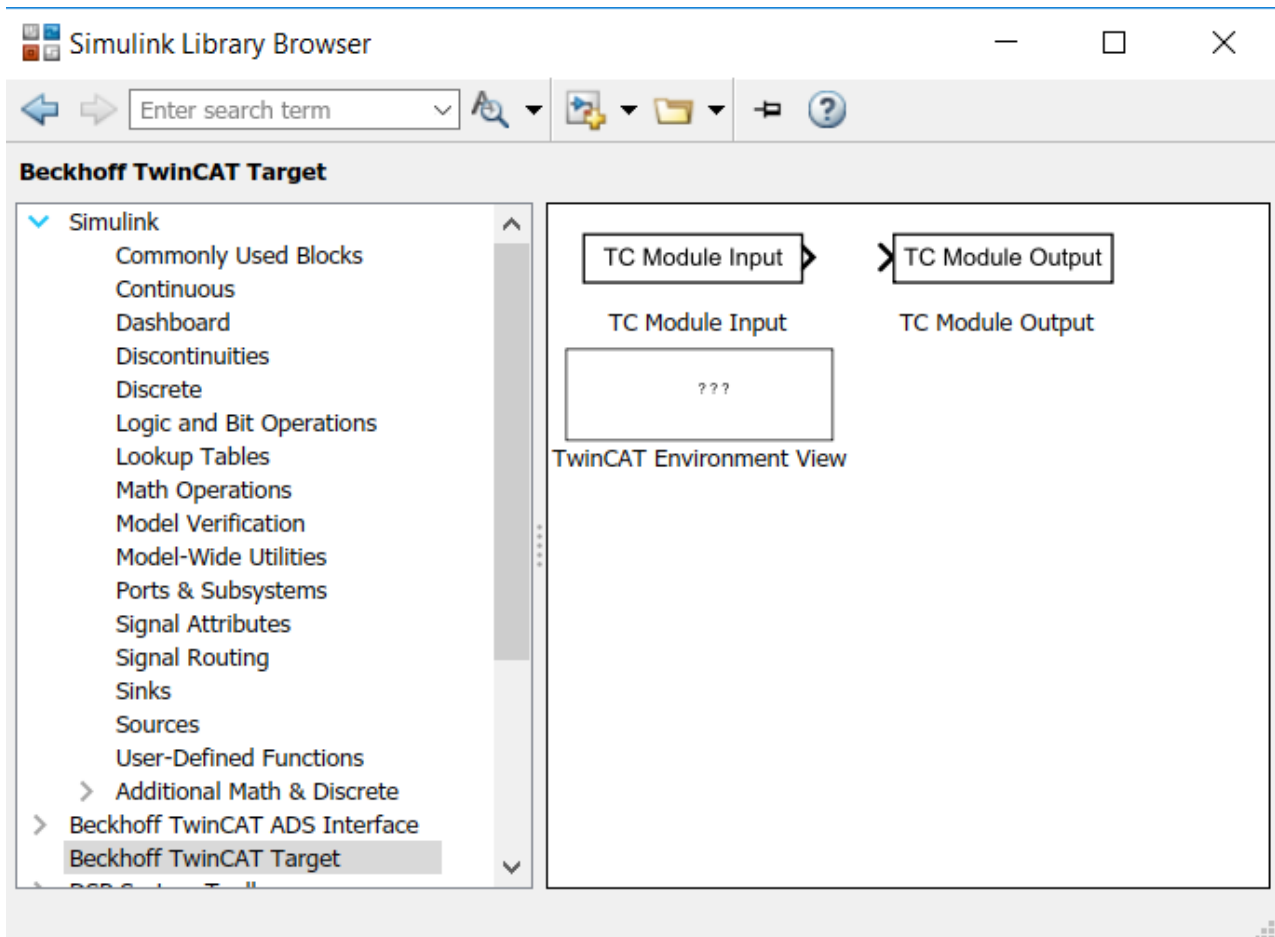 Simulink Library Browser
Enter search term
Beckhoff TwinCAT Target
Simulink
Commonly Used Blocks
Continuous
Dashboard
Discontinuities
Discrete
Logic and Bit Operations
Lookup Tables
Math Operations
Model Verification
Model-Wide Utilities
Ports & Subsystems
Signal Attributes
Signal Routing
Sinks
Sources
User-Defined Functions
Additional Math & Discrete
Beckhoff TwinCAT ADS Interface
Beckhoff TwinCAT Target
TC Module Input
TC Module Output
TC Module Input
TC Module Output
???
TwinCAT Environment View